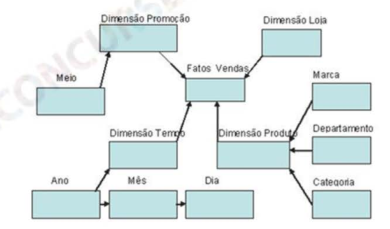 Dimensão Promoção
Dimensão Loja
Fatos Vendas
Meio
Marca
Dimensão Tempo
Dimensão Produto
Departamento
Ano
Mês
Dia
Categoria